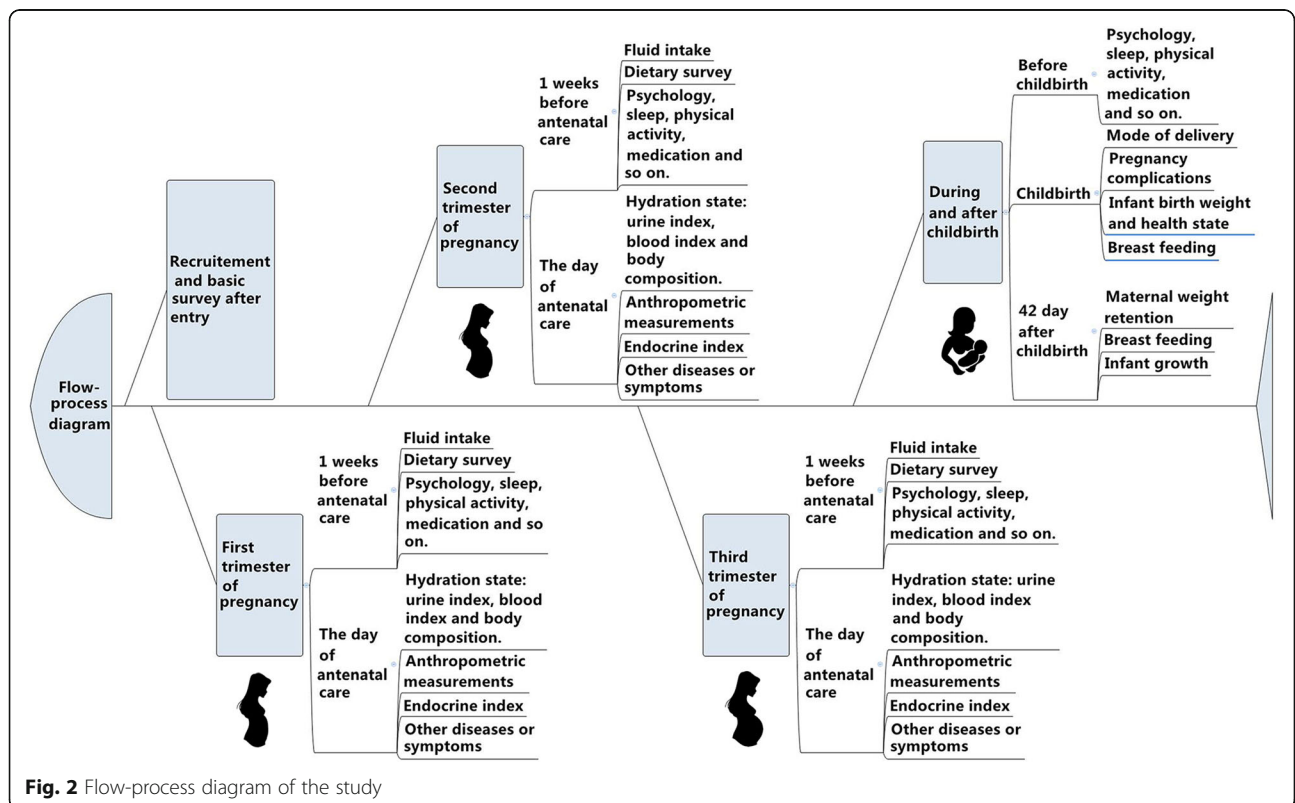 Flow-
process
diagram
Recruitement
and basic
survey after
entry
First
trimester
of
pregnancy
1 weeks
before
antenatal
care
Fluid intake
Dietary survey
Psychology, sleep,
physical activity,
medication and so
on.
The day
of
antenatal
care
Hydration state:
urine index, blood
index and body
composition.
Anthropometric
measurements
Endocrine index
Other diseases or
symptoms
Second
trimester
of
pregnancy
1 weeks
before
antenatal
care
Fluid intake
Dietary survey
Psychology,
sleep, physical
activity,
medication and
so on.
The day
of
antenatal
care
Hydration state:
urine index,
blood index and
body
composition.
Anthropometric
measurements
Endocrine index
Other diseases or
symptoms
Third
trimester
of
pregnancy
1 weeks
before
antenatal
care
Fluid intake
Dietary survey
Psychology, sleep,
physical activity,
medication and so on.
The day
of
antenatal
care
Hydration state: urine
index, blood index
and body
composition.
Anthropometric
measurements
Endocrine index
Other diseases or
symptoms
During
and after
childbirth
Before
childbirth
Psychology,
sleep, physical
activity,
medication
and so on.
Childbirth
Mode of delivery
Pregnancy
complications
Infant birth weight
and health state
Breast feeding
42 day
after
childbirth
Maternal weight
retention
Breast feeding
Infant growth
Fig. 2 Flow-process diagram of the study